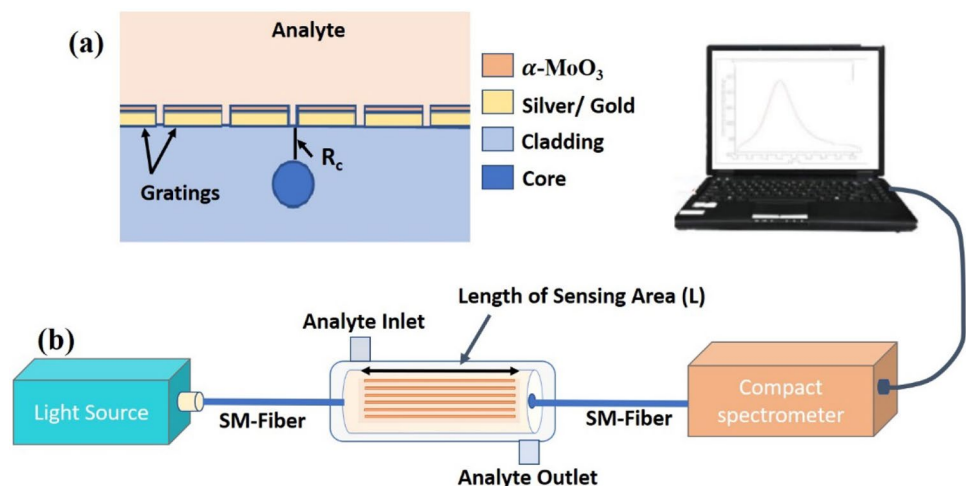 (a)
Analyte
α-MoO₃
Silver/ Gold
Cladding
Core
Gratings
R_c
(b)
Light Source
SM-Fiber
Analyte Inlet
Length of Sensing Area (L)
SM-Fiber
Analyte Outlet
Compact
spectrometer